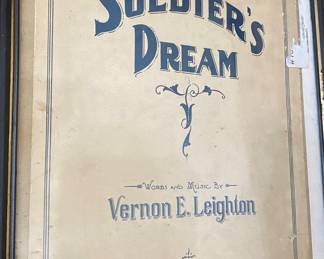 SOLDIER'S
DREAM
WORDS AND MUSIC BY
Vernon E. Leighton